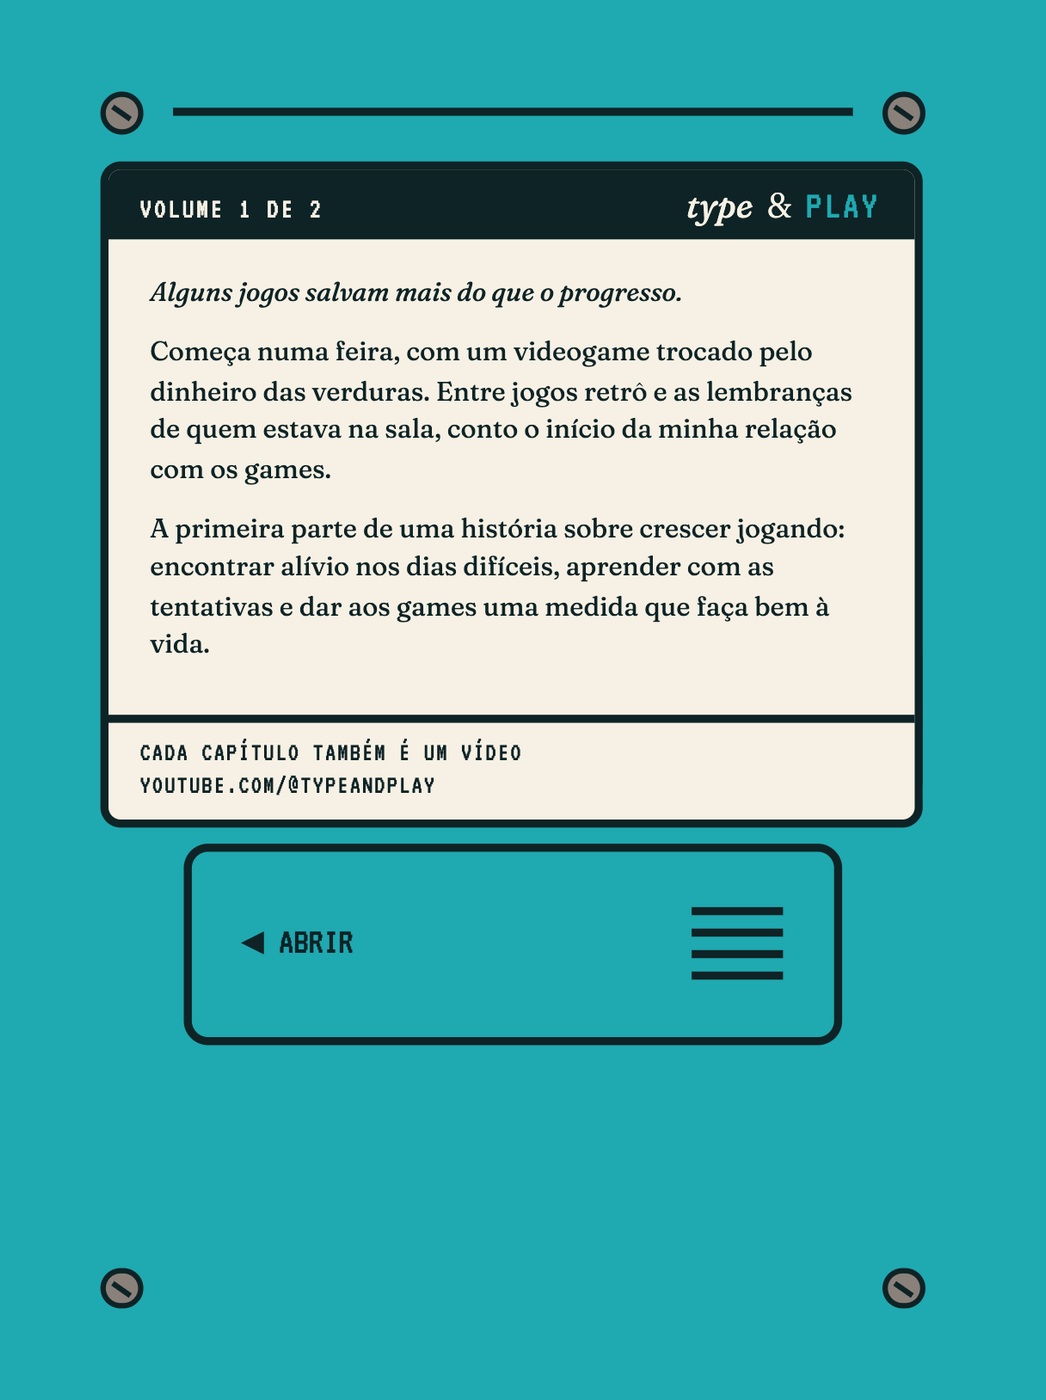 VOLUME 1 DE 2
type & PLAY
Alguns jogos salvam mais do que o progresso.
Começa numa feira, com um videogame trocado pelo
dinheiro das verduras. Entre jogos retrô e as lembranças
de quem estava na sala, conto o início da minha relação
com os games.
A primeira parte de uma história sobre crescer jogando:
encontrar alívio nos dias difíceis, aprender com as
tentativas e dar aos games uma medida que faça bem à
vida.
CADA CAPÍTULO TAMBÉM É UM VÍDEO
YOUTUBE.COM/@TYPEANDPLAY
◀ ABRIR